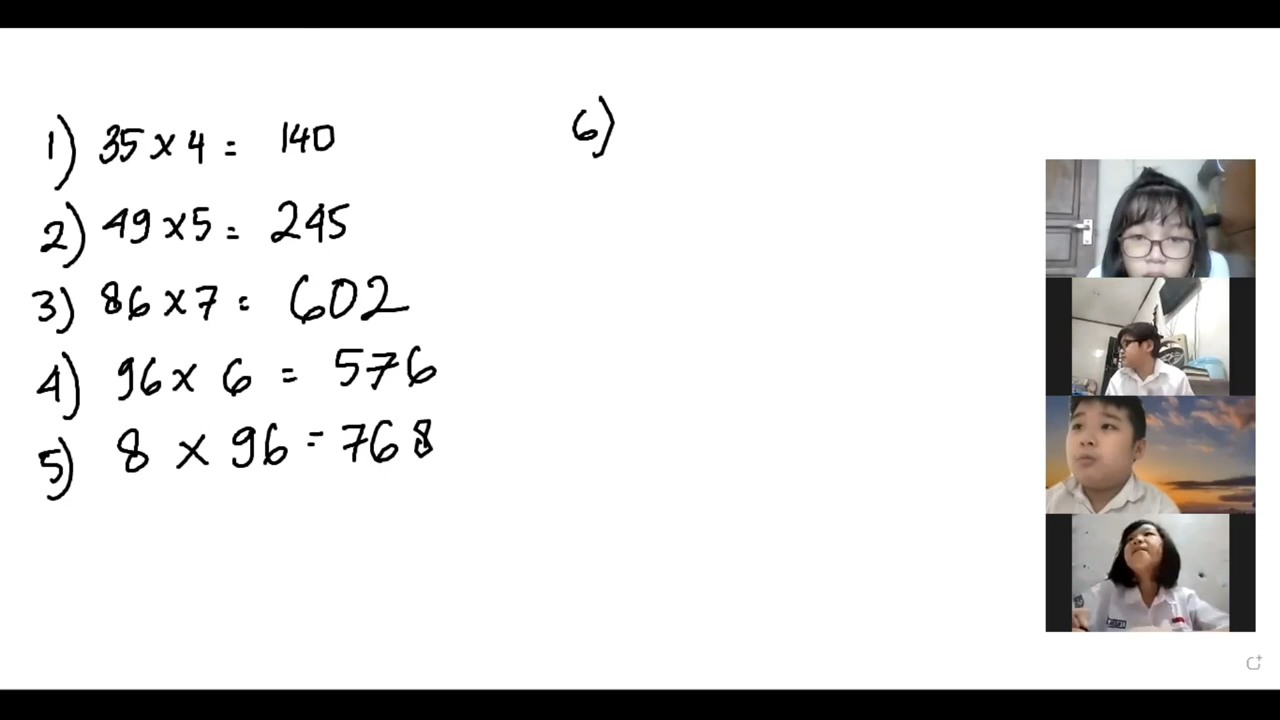 1) 35 x 4 = 140
2) 49 x 5 = 245
3) 86 x 7 = 602
4) 96 x 6 = 576
5) 8 x 96 = 768
6)